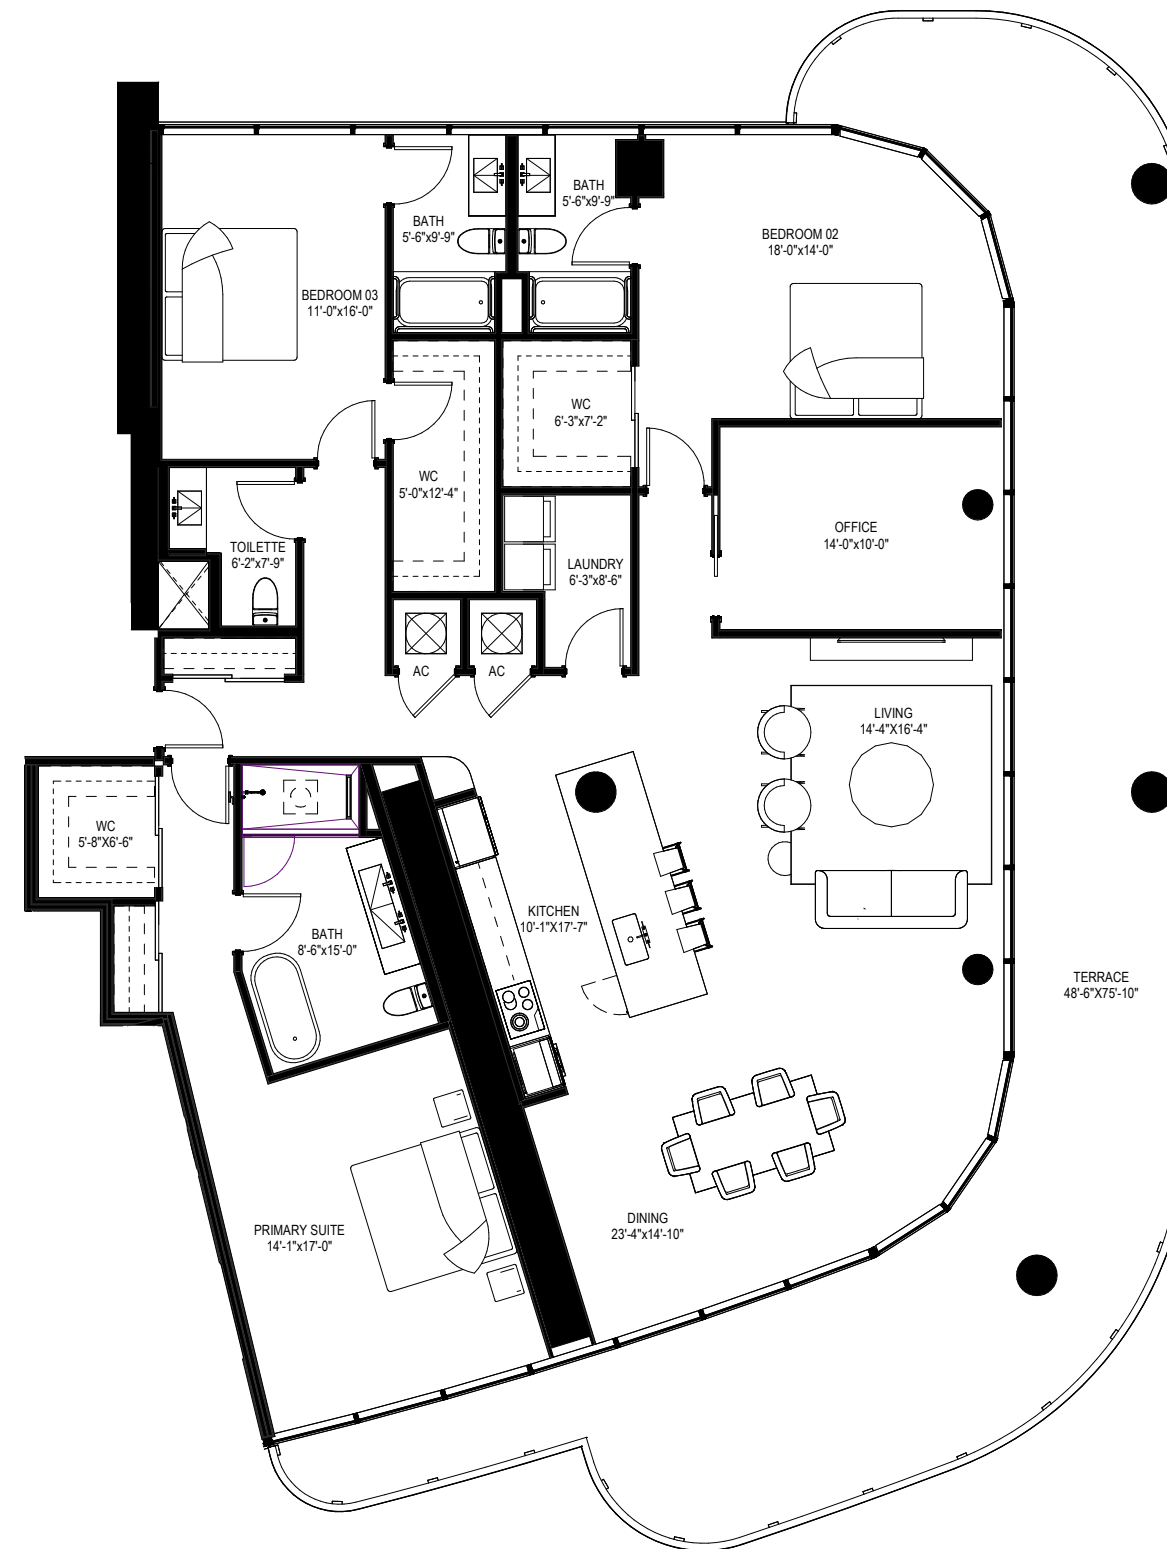 BATH
5'-6"x9'-9"
BATH
5'-6"x9'-9"
BEDROOM 02
18'-0"x14'-0"
BEDROOM 03
11'-0"x16'-0"
WC
6'-3"x7'-2"
WC
5'-0"x12'-4"
OFFICE
14'-0"x10'-0"
TOILETTE
6'-2"x7'-9"
LAUNDRY
6'-3"x8'-6"
AC
AC
LIVING
14'-4"X16'-4"
WC
5'-8"X6'-6"
KITCHEN
10'-1"X17'-7"
BATH
8'-6"x15'-0"
TERRACE
48'-6"X75'-10"
DINING
23'-4"x14'-10"
PRIMARY SUITE
14'-1"x17'-0"